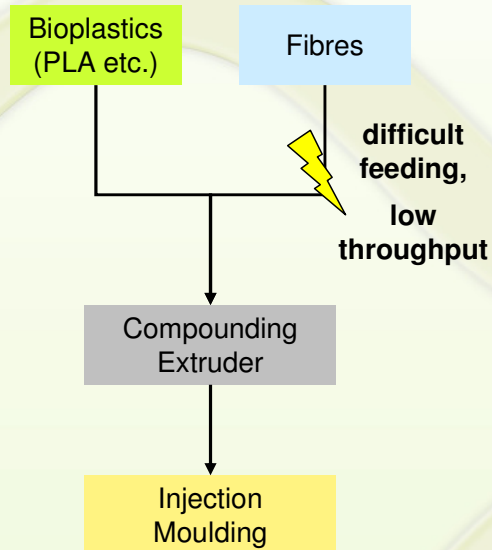 Bioplastics
(PLA etc.)
Fibres
difficult
feeding,
low
throughput
Compounding
Extruder
Injection
Moulding